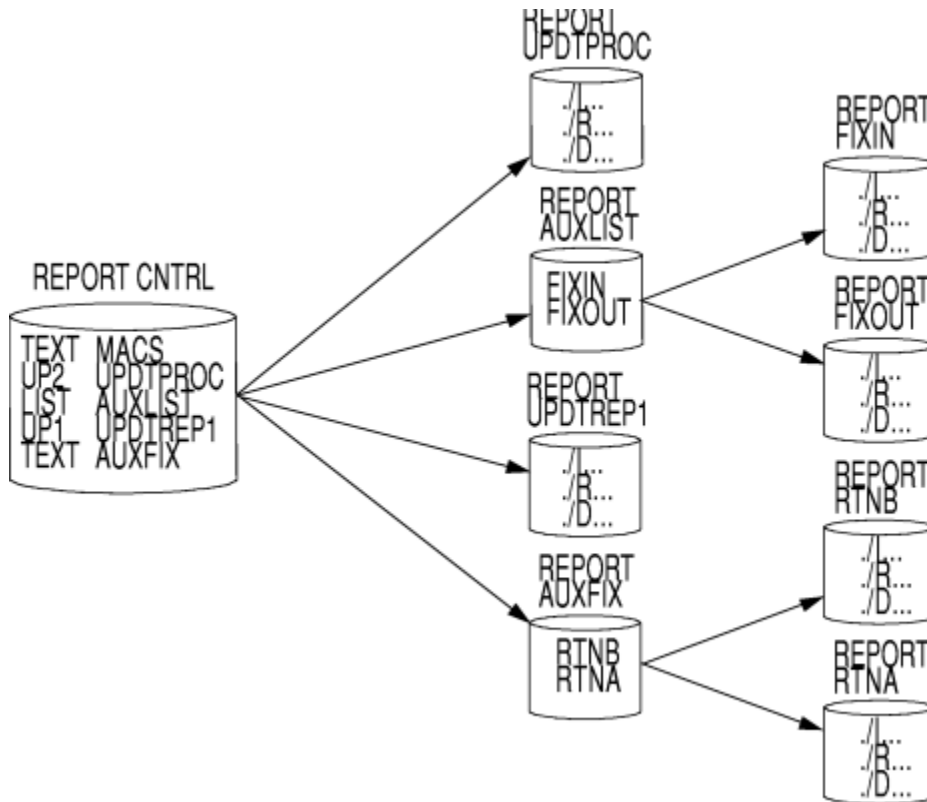 REPORT CNTRL
TEXT MACS
UP2 UPDTPROC
LIST AUXLIST
UP1 UPDTREP1
TEXT AUXFIX
REPORT
UPDTPROC
./I...
./R...
./D...
REPORT
AUXLIST
FIXIN
FIXOUT
REPORT
UPDTREP1
./I...
./R...
./D...
REPORT
AUXFIX
RTNB
RTNA
REPORT
FIXIN
./I...
./R...
./D...
REPORT
FIXOUT
./I...
./R...
./D...
REPORT
RTNB
./I...
./R...
./D...
REPORT
RTNA
./I...
./R...
./D...